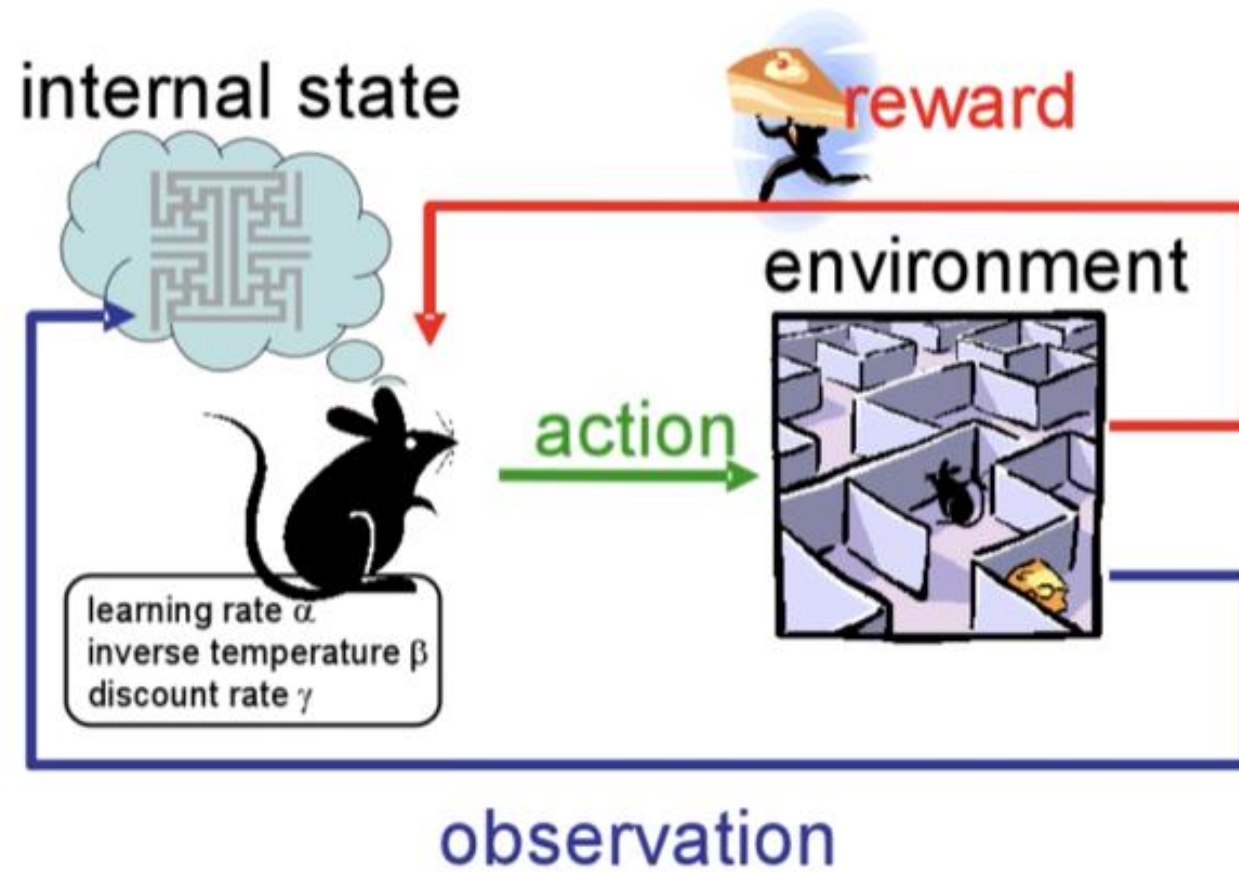 internal state
reward
environment
action
learning rate α
inverse temperature β
discount rate γ
observation